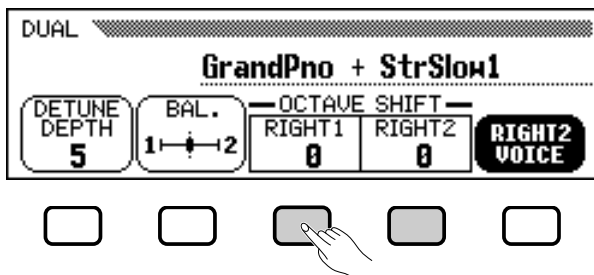 DUAL
GrandPno + StrSlow1
DETUNE DEPTH 5
BAL. 1 2
OCTAVE SHIFT
RIGHT1 0
RIGHT2 0
RIGHT2 VOICE